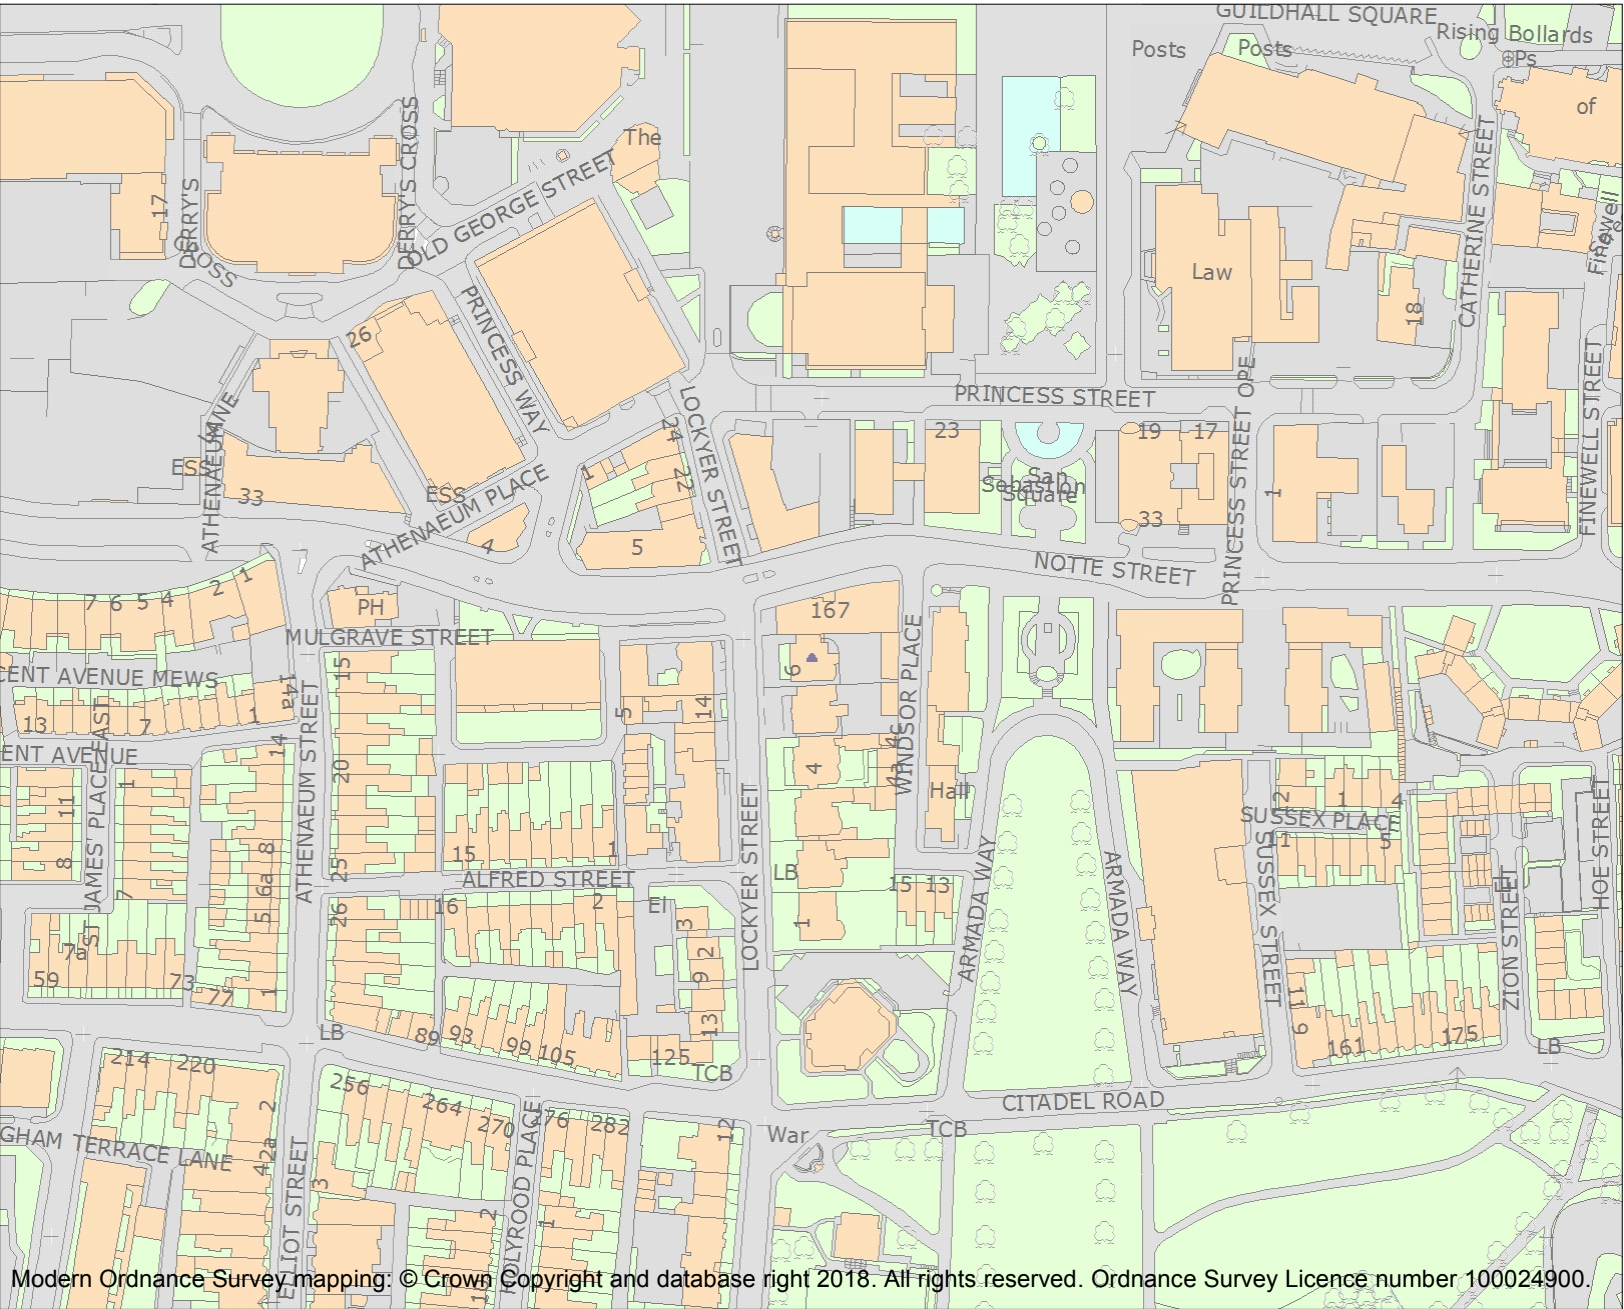 GUILDHALL SQUARE
Rising Bollards
Posts
Posts
Ps
of
The
DERRY'S CROSS
OLD GEORGE STREET
17
DERRY'S
CROSS
CATHERINE STREET
Law
18
26
PRINCESS WAY
PRINCESS STREET
PRINCESS STREET OPE
FINEWELL STREET
LOCKYER STREET
ATHENAEUM
LANE
ESS
33
ESS
ATHENAEUM PLACE
24
22
1
4
5
23
19
17
San
Sebastion
Square
33
1
NOTTE STREET
7
6
5
4
2
1
PH
MULGRAVE STREET
167
6
WINDSOR PLACE
CENT AVENUE MEWS
15
14a
13
7
1
ENT AVENUE
14
5
14
4
ATHENAEUM STREET
20
Hall
11
8
ST JAMES' PLACE EAST
1
7
8
6a
5
25
15
1
ALFRED STREET
LOCKYER STREET
LB
15
13
ARMADA WAY
ARMADA WAY
2
1
4
SUSSEX PLACE
11
5
SUSSEX STREET
HOE STREET
ZION STREET
26
16
2
El
3
2
9
13
1
7a
59
73
77
1
LB
89
93
99
105
125
TCB
119
161
175
LB
214
220
256
264
270
276
282
12
CITADEL ROAD
TCB
War
GHAM TERRACE LANE
2
42a
ELIOT STREET
3
HOLYROOD PLACE
2
1
Modern Ordnance Survey mapping: © Crown Copyright and database right 2018. All rights reserved. Ordnance Survey Licence number 100024900.